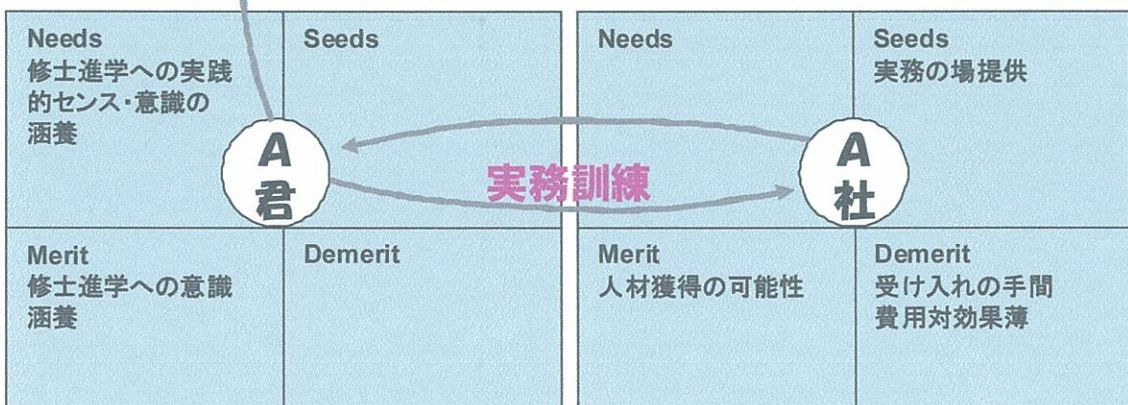 Needs
修士進学への実践
的センス・意識の
涵養
Seeds
A
君
Merit
修士進学への意識
涵養
Demerit
実務訓練
Needs
Seeds
実務の場提供
A
社
Merit
人材獲得の可能性
Demerit
受け入れの手間
費用対効果薄